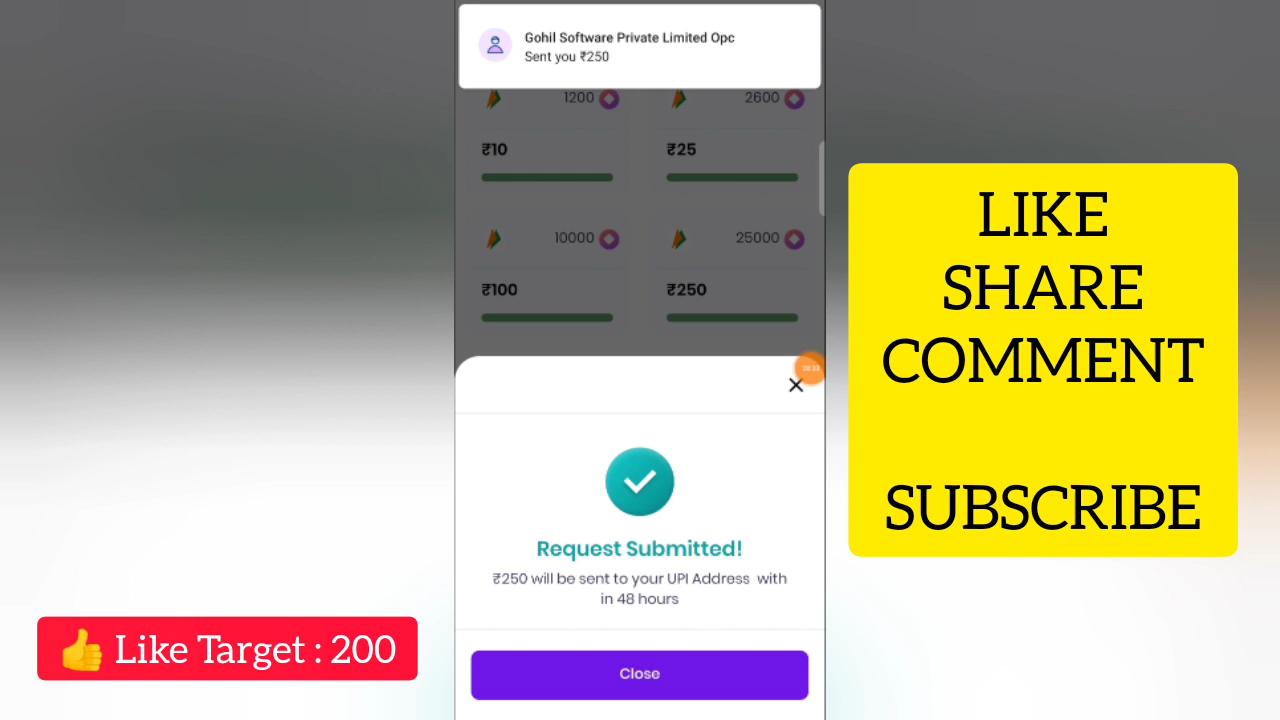 Gohil Software Private Limited Opc
Sent you ₹250
1200
2600
₹10
₹25
10000
25000
₹100
₹250
Request Submitted!
₹250 will be sent to your UPI Address with
in 48 hours
Close
LIKE
SHARE
COMMENT
SUBSCRIBE
👍 Like Target : 200